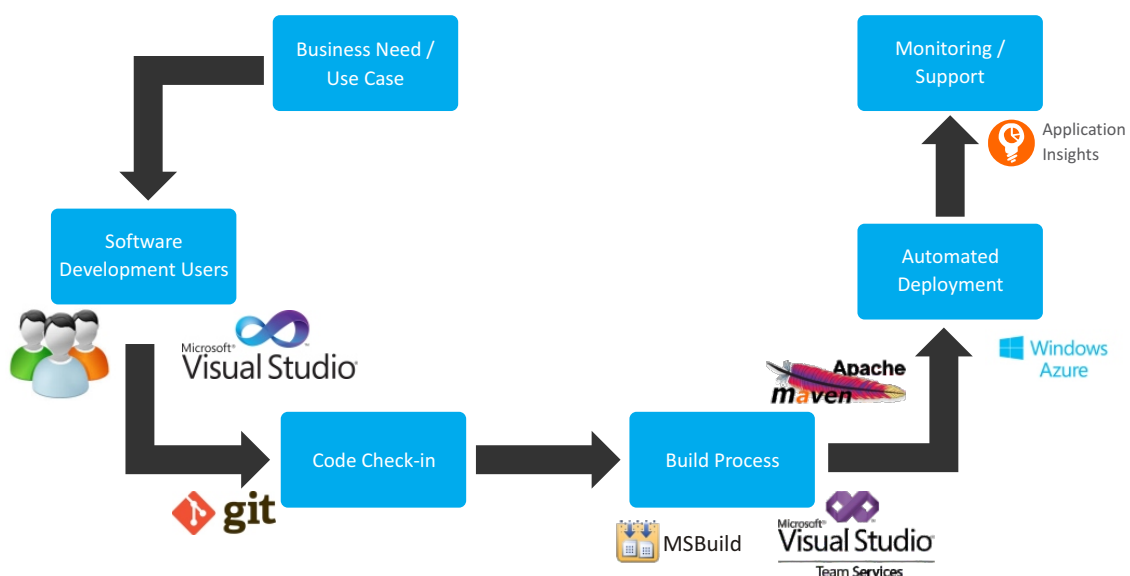 Business Need /
Use Case
Monitoring /
Support
Application
Insights
Software
Development Users
Automated
Deployment
Microsoft®
Visual Studio®
Windows
Azure
Apache
maven
Code Check-in
Build Process
git
MSBuild
Microsoft®
Visual Studio®
Team Services